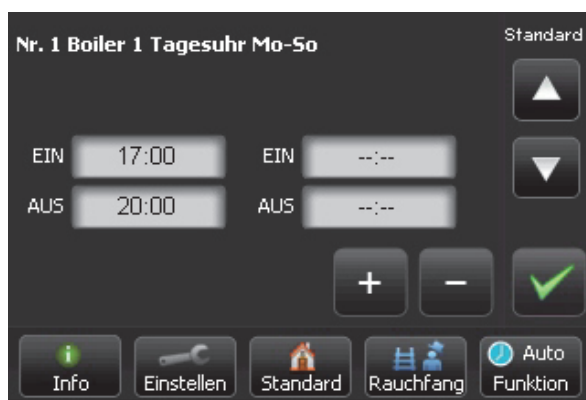 Nr. 1 Boiler 1 Tagesuhr Mo-So
Standard
EIN 17:00 EIN --:--
AUS 20:00 AUS --:--
+ −
Info Einstellen Standard Rauchfang Auto Funktion